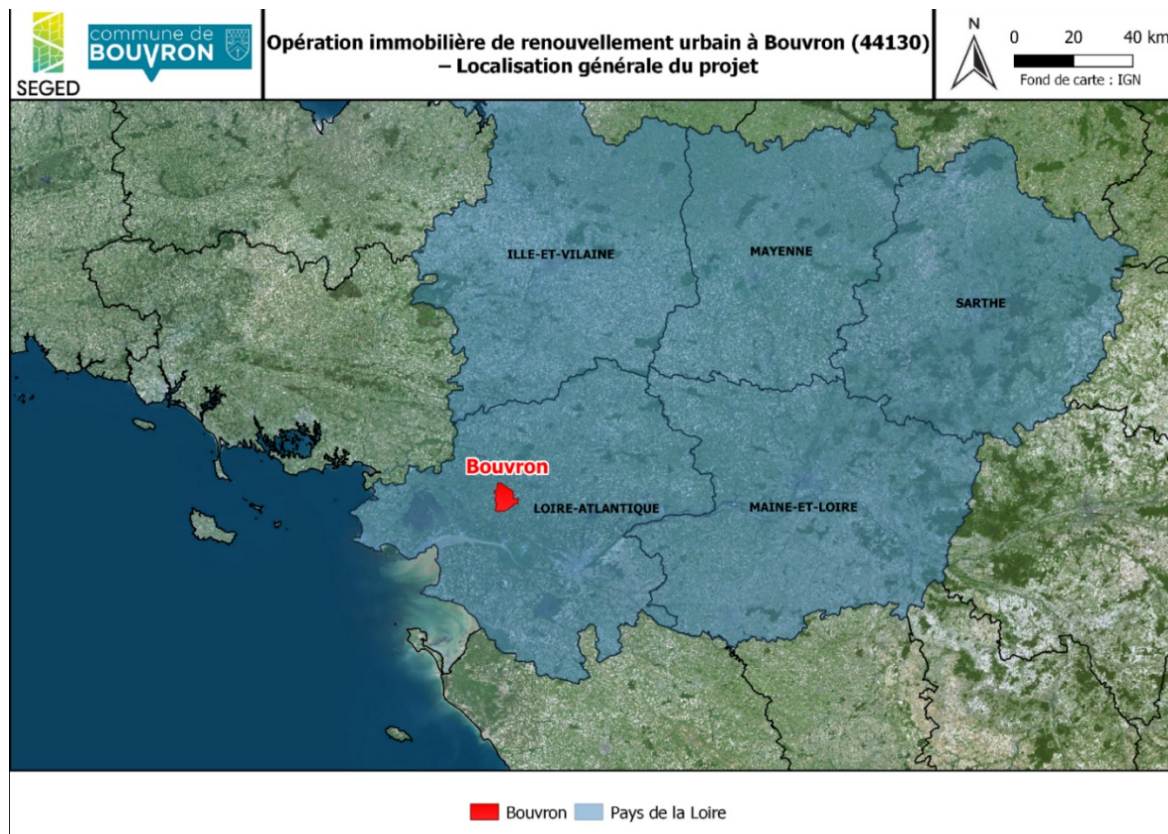 SEGED
commune de
BOUVRON
Opération immobilière de renouvellement urbain à Bouvron (44130)
– Localisation générale du projet
N
0 20 40 km
Fond de carte : IGN
ILLE-ET-VILAINE
MAYENNE
SARTHE
Bouvron
LOIRE-ATLANTIQUE
MAINE-ET-LOIRE
Bouvron
Pays de la Loire